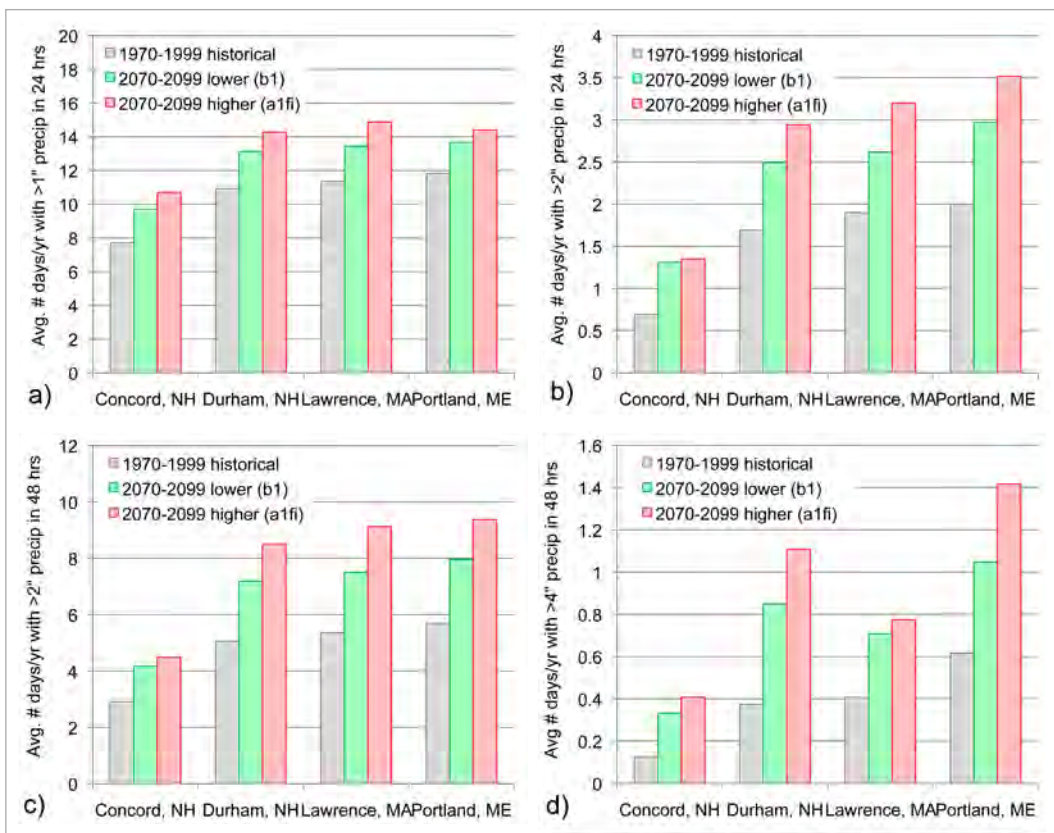 Avg. # days/yr with >1" precip in 24 hrs
20
18
16
14
12
10
8
6
4
2
0
1970-1999 historical
2070-2099 lower (b1)
2070-2099 higher (a1fi)
a)
Concord, NH Durham, NH Lawrence, MA Portland, ME
Avg. # days/yr with >2" precip in 24 hrs
4
3.5
3
2.5
2
1.5
1
0.5
0
1970-1999 historical
2070-2099 lower (b1)
2070-2099 higher (a1fi)
b)
Concord, NH Durham, NH Lawrence, MA Portland, ME
Avg. # days/yr with >2" precip in 48 hrs
12
10
8
6
4
2
0
1970-1999 historical
2070-2099 lower (b1)
2070-2099 higher (a1fi)
c)
Concord, NH Durham, NH Lawrence, MA Portland, ME
Avg # days/yr with >4" precip in 48 hrs
1.6
1.4
1.2
1
0.8
0.6
0.4
0.2
0
1970-1999 historical
2070-2099 lower (b1)
2070-2099 higher (a1fi)
d)
Concord, NH Durham, NH Lawrence, MA Portland, ME